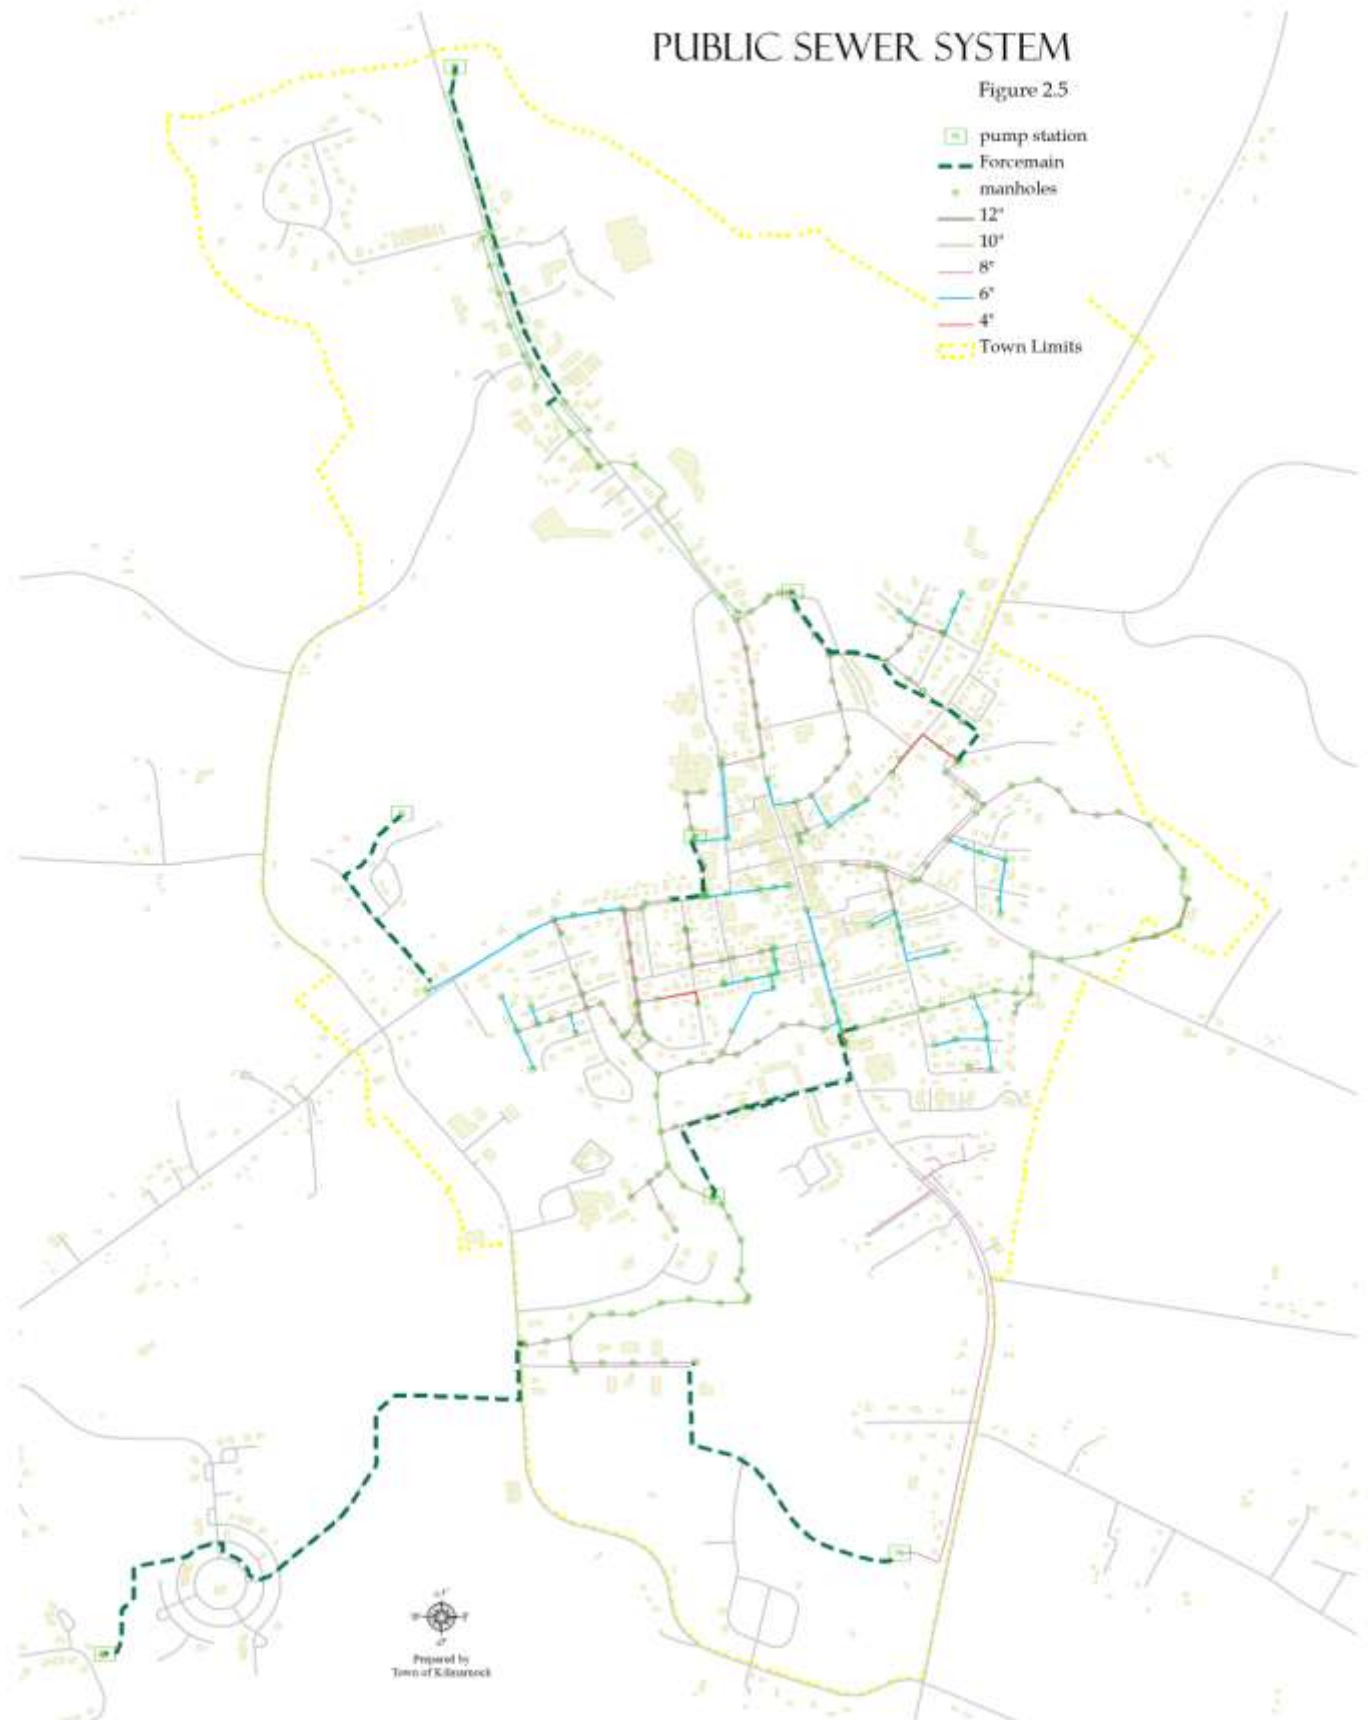 PUBLIC SEWER SYSTEM
Figure 2.5
pump station
Forcemain
manholes
12"
10"
8"
6"
4"
Town Limits
Prepared by
Town of Kilmarnock